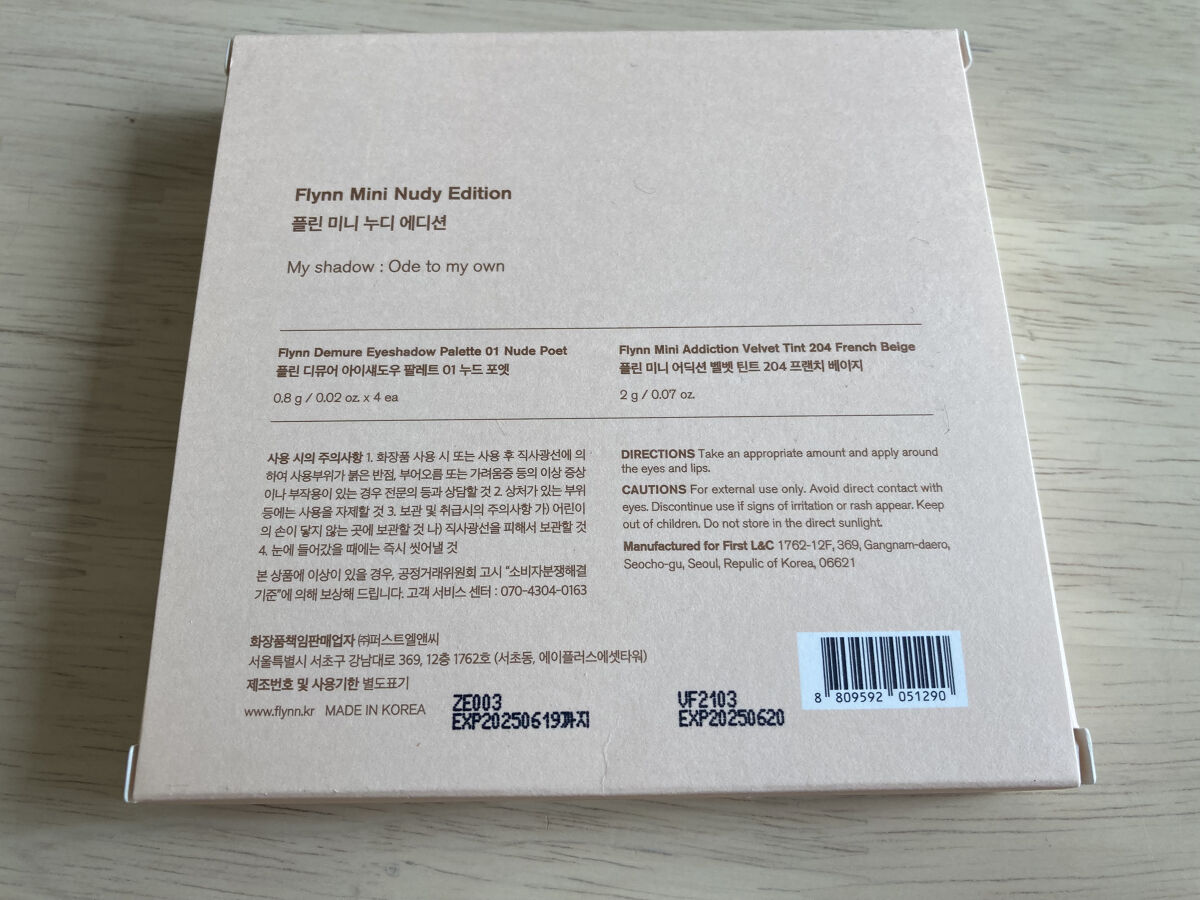 Flynn Mini Nudy Edition
플린 미니 누디 에디션
My shadow : Ode to my own
Flynn Demure Eyeshadow Palette 01 Nude Poet
플린 디뮤어 아이섀도우 팔레트 01 누드 포엣
0.8 g / 0.02 oz. x 4 ea
Flynn Mini Addiction Velvet Tint 204 French Beige
플린 미니 어딕션 벨벳 틴트 204 프랜치 베이지
2 g / 0.07 oz.
사용 시의 주의사항 1. 화장품 사용 시 또는 사용 후 직사광선에 의
하여 사용부위가 붉은 반점, 부어오름 또는 가려움증 등의 이상 증상
이나 부작용이 있는 경우 전문의 등과 상담할 것 2. 상처가 있는 부위
등에는 사용을 자제할 것 3. 보관 및 취급시의 주의사항 가) 어린이
의 손이 닿지 않는 곳에 보관할 것 나) 직사광선을 피해서 보관할 것
4. 눈에 들어갔을 때에는 즉시 씻어낼 것
본 상품에 이상이 있을 경우, 공정거래위원회 고시 "소비자분쟁해결
기준"에 의해 보상해 드립니다. 고객 서비스 센터 : 070-4304-0163
DIRECTIONS Take an appropriate amount and apply around
the eyes and lips.
CAUTIONS For external use only. Avoid direct contact with
eyes. Discontinue use if signs of irritation or rash appear. Keep
out of children. Do not store in the direct sunlight.
Manufactured for First L&C 1762-12F, 369, Gangnam-daero,
Seocho-gu, Seoul, Repulic of Korea, 06621
화장품책임판매업자 ㈜퍼스트엘앤씨
서울특별시 서초구 강남대로 369, 12층 1762호 (서초동, 에이플러스에셋타워)
제조번호 및 사용기한 별도표기
www.flynn.kr MADE IN KOREA
ZE003
EXP20250619까지
VF2103
EXP20250620
8 809592 051290